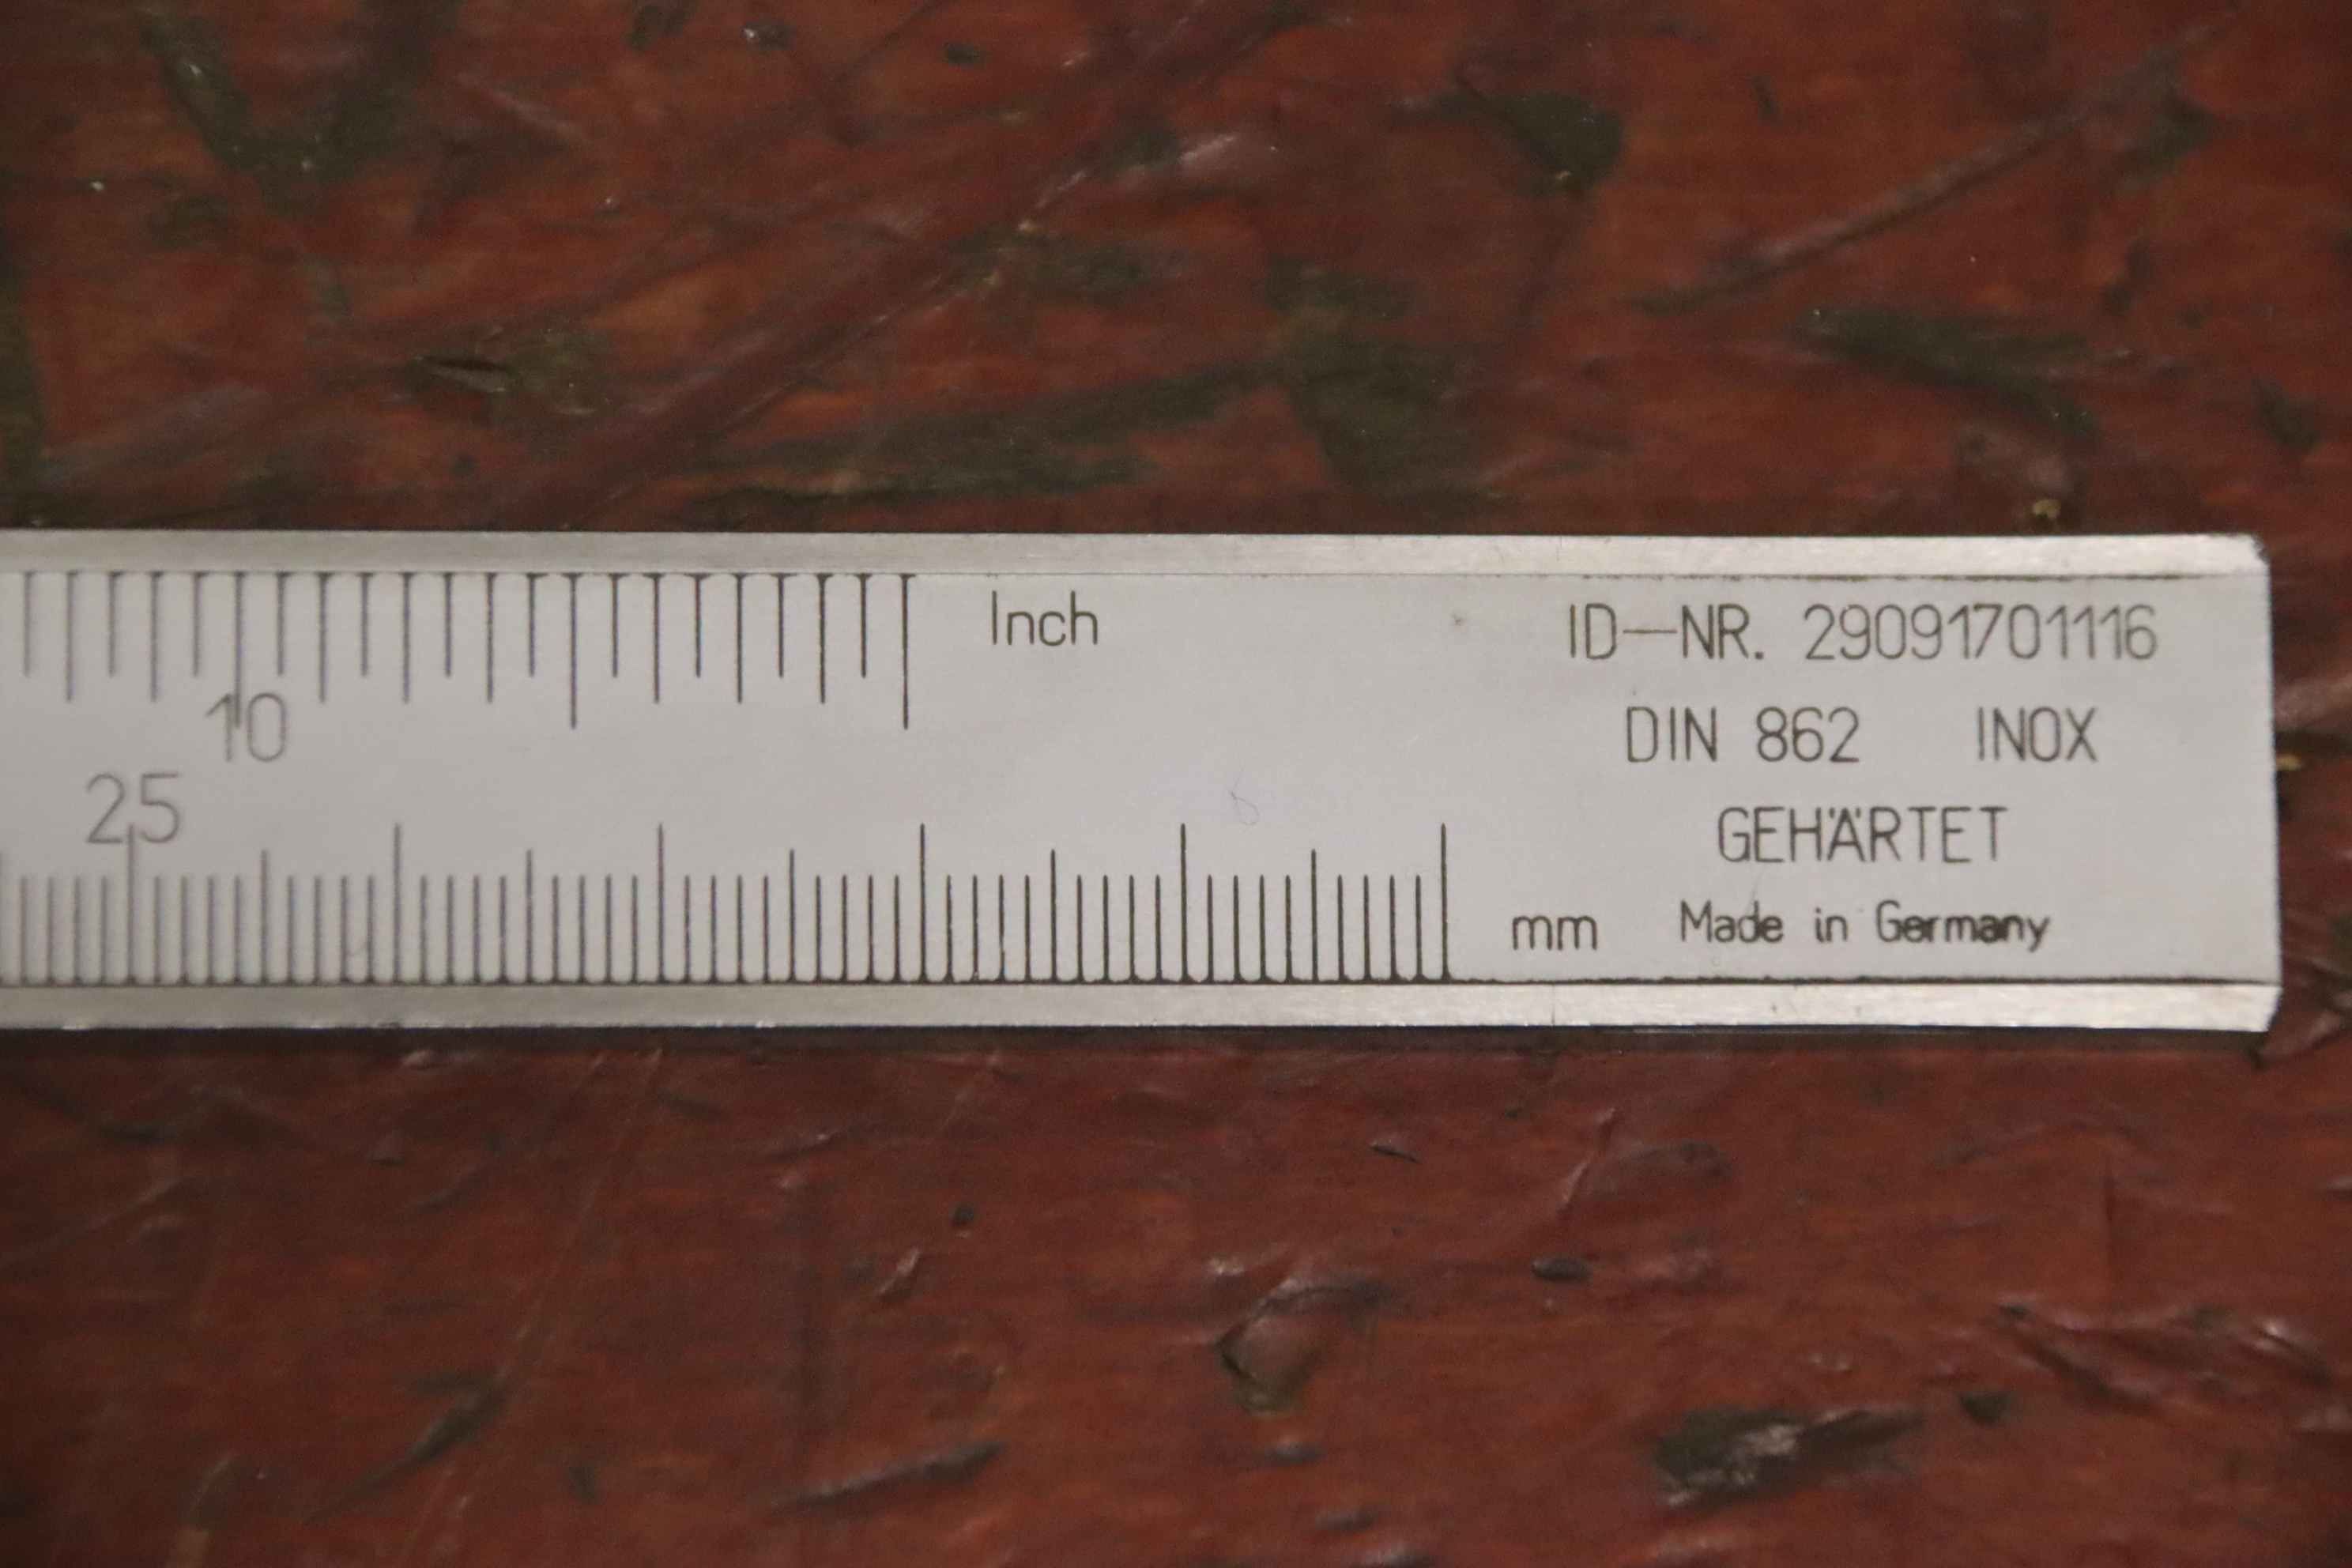 Inch
ID-NR. 29091701116
10
DIN 862 INOX
25
GEHÄRTET
mm Made in Germany